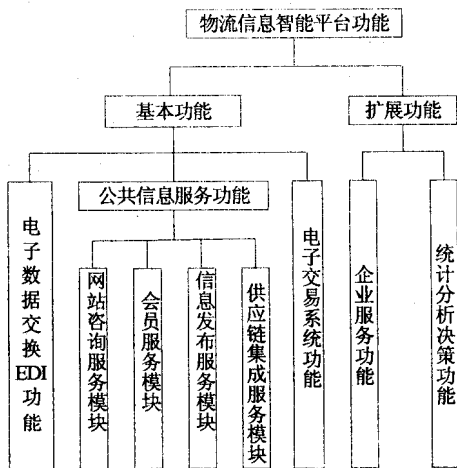 物流信息智能平台功能
基本功能
扩展功能
公共信息服务功能
电子数据交换EDI功能
网站咨询服务模块
会员服务模块
信息发布服务模块
供应链集成服务模块
电子交易系统功能
企业服务功能
统计分析决策功能